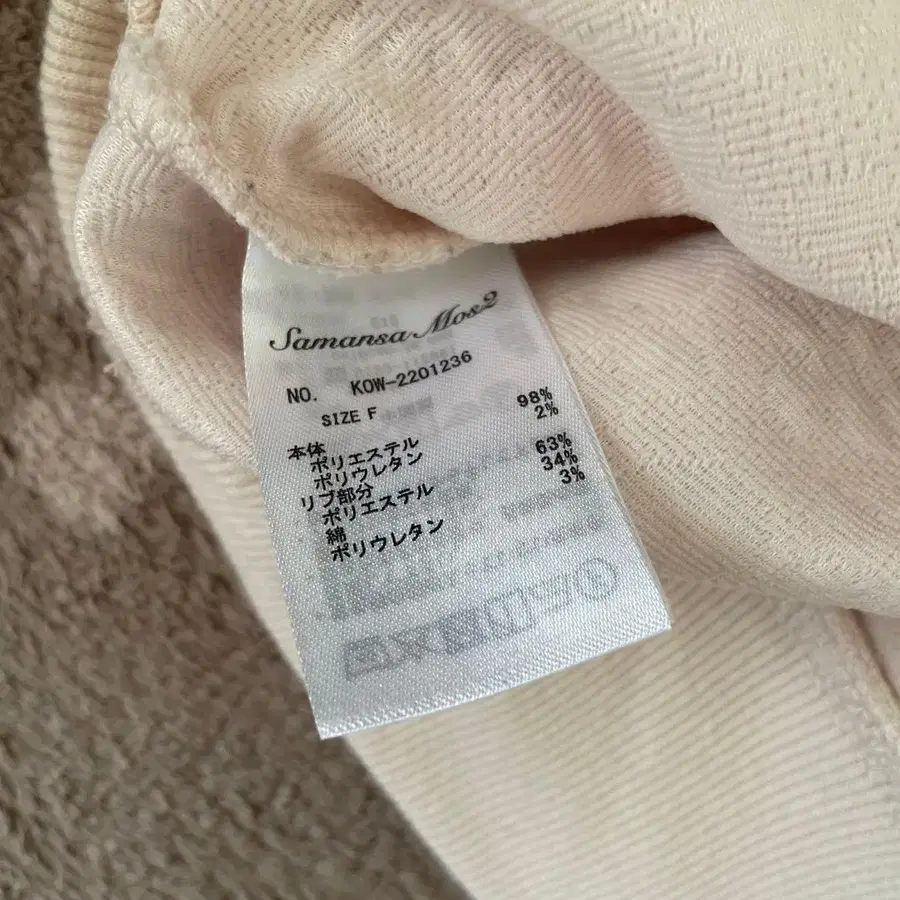 Samansa Mos2
NO. KOW-2201236
SIZE F
本体
ポリエステル 98%
ポリウレタン 2%
リブ部分
ポリエステル 63%
綿 34%
ポリウレタン 3%